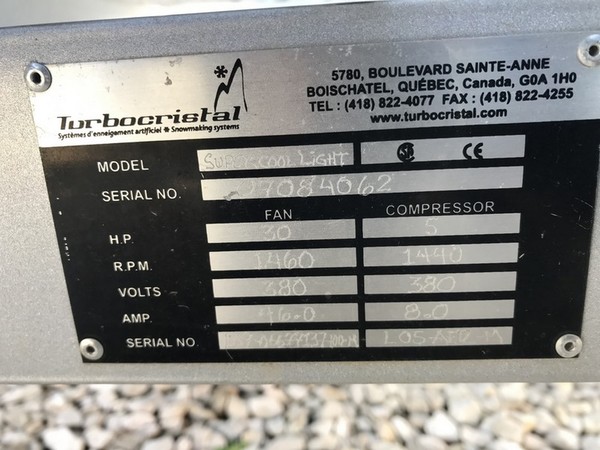 Turbocristal
Systèmes d'enneigement artificiel * Snowmaking systems
5780, BOULEVARD SAINTE-ANNE
BOISCHATEL, QUÉBEC, Canada, G0A 1H0
TEL : (418) 822-4077 FAX : (418) 822-4255
www.turbocristal.com
MODEL SUPERCOOL LIGHT CE
SERIAL NO. 27084062
FAN COMPRESSOR
H.P. 30 5
R.P.M. 1460 1440
VOLTS 380 380
AMP. 46.0 8.0
SERIAL NO.